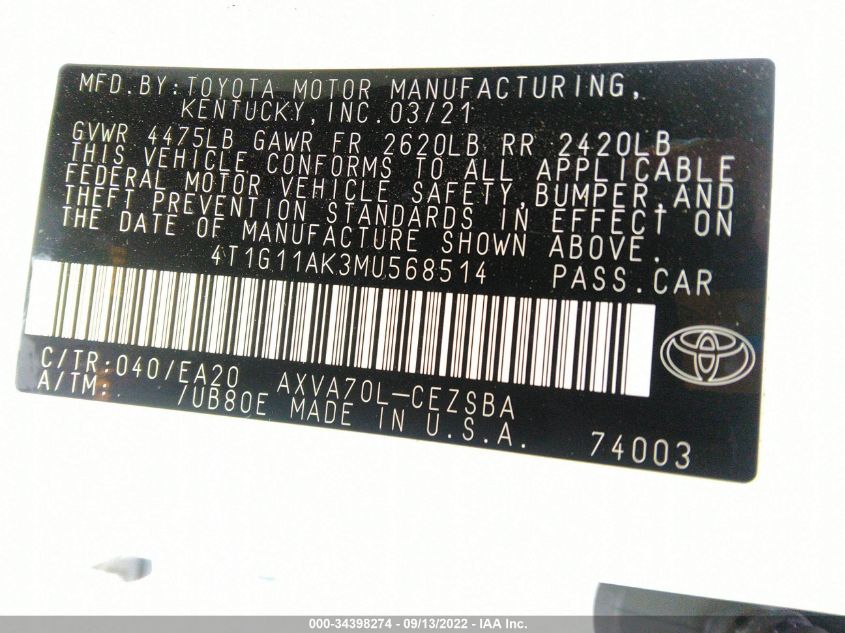 MFD.BY:TOYOTA MOTOR MANUFACTURING,
KENTUCKY,INC.03/21
GVWR 4475LB GAWR FR 2620LB RR 2420LB
THIS VEHICLE CONFORMS TO ALL APPLICABLE
FEDERAL MOTOR VEHICLE SAFETY,BUMPER,AND
THEFT PREVENTION STANDARDS IN EFFECT ON
THE DATE OF MANUFACTURE SHOWN ABOVE.
4T1G11AK3MU568514 PASS.CAR
C/TR:040/EA20 AXVA70L-CEZSBA
A/TM: /UB80E MADE IN U.S.A. 74003
000-34398274 - 09/13/2022 - IAA Inc.